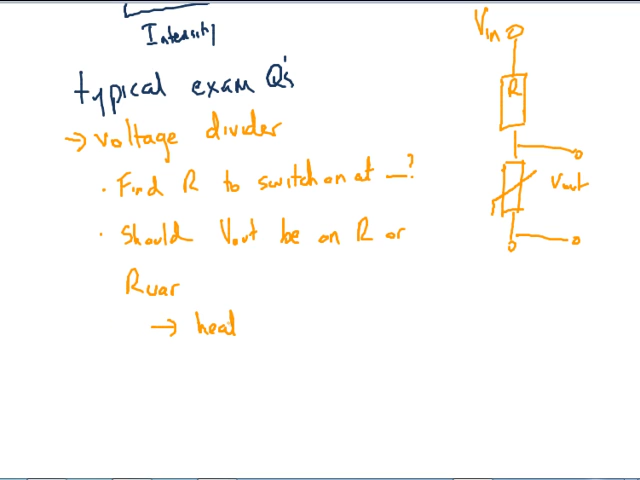 Intensity
typical exam Q's
→ voltage divider
· Find R to switch on at _?
· Should Vout be on R or
Rvar
→ heat
Vin
R
Vout